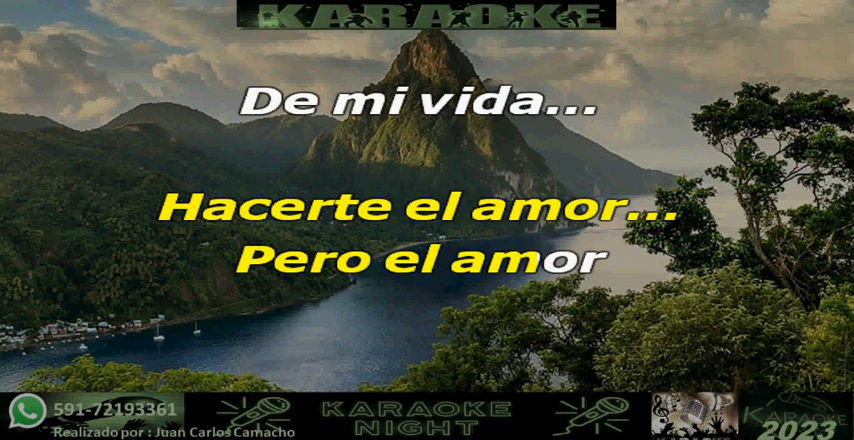 KARAOKE
De mi vida...
Hacerte el amor...
Pero el amor
591-72193361
Realizado por : Juan Carlos Camacho
KARAOKE
NIGHT
KARAOKE
KARAOKE
2023